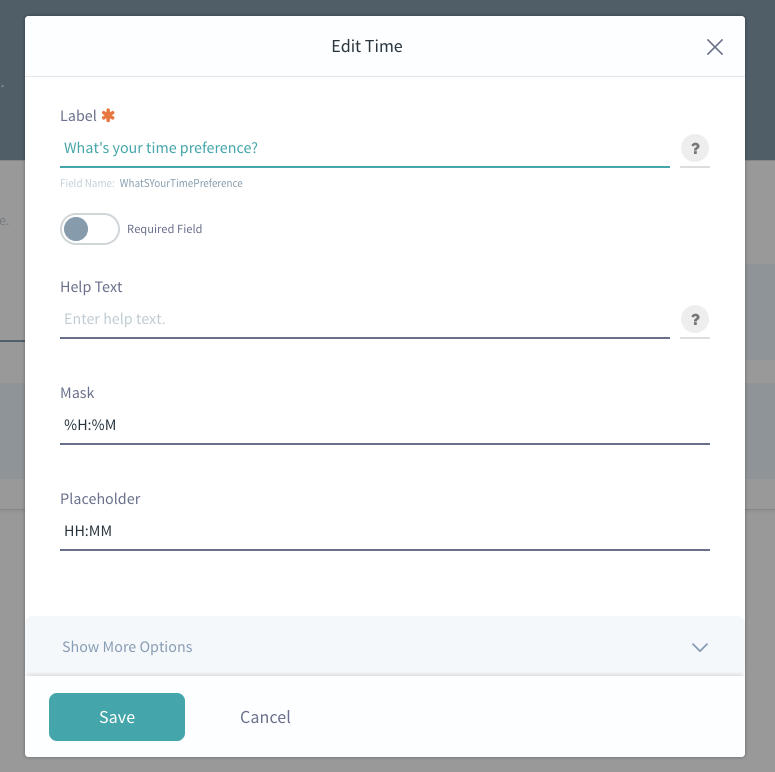 Edit Time
Label ✱
What's your time preference?
?
Field Name: WhatSYourTimePreference
Required Field
Help Text
Enter help text.
?
Mask
%H:%M
Placeholder
HH:MM
Show More Options
Save Cancel